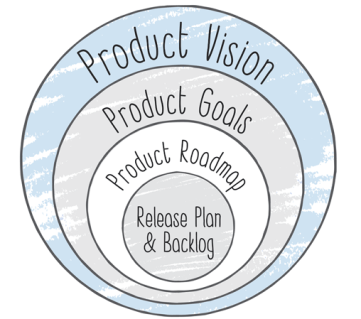 Product Vision
Product Goals
Product Roadmap
Release Plan
& Backlog